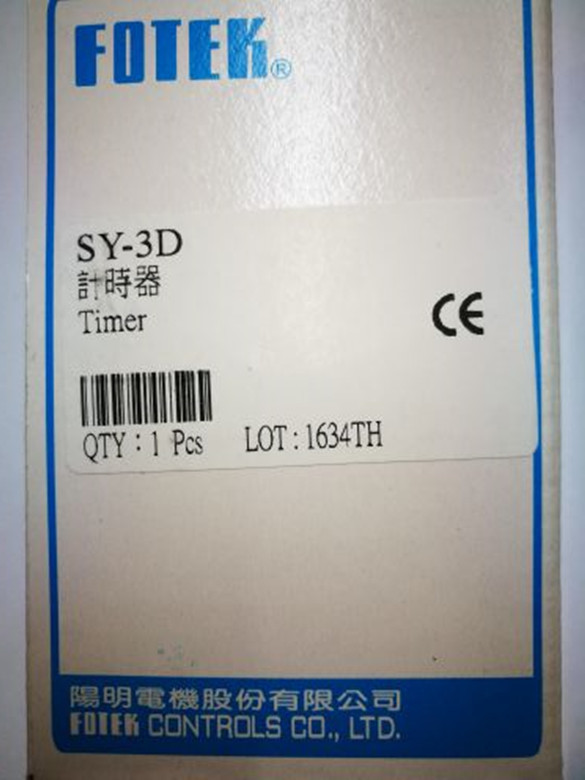 FOTEK®
SY-3D
計時器
Timer
CE
QTY : 1 Pcs LOT : 1634TH
陽明電機股份有限公司
FOTEK CONTROLS CO., LTD.